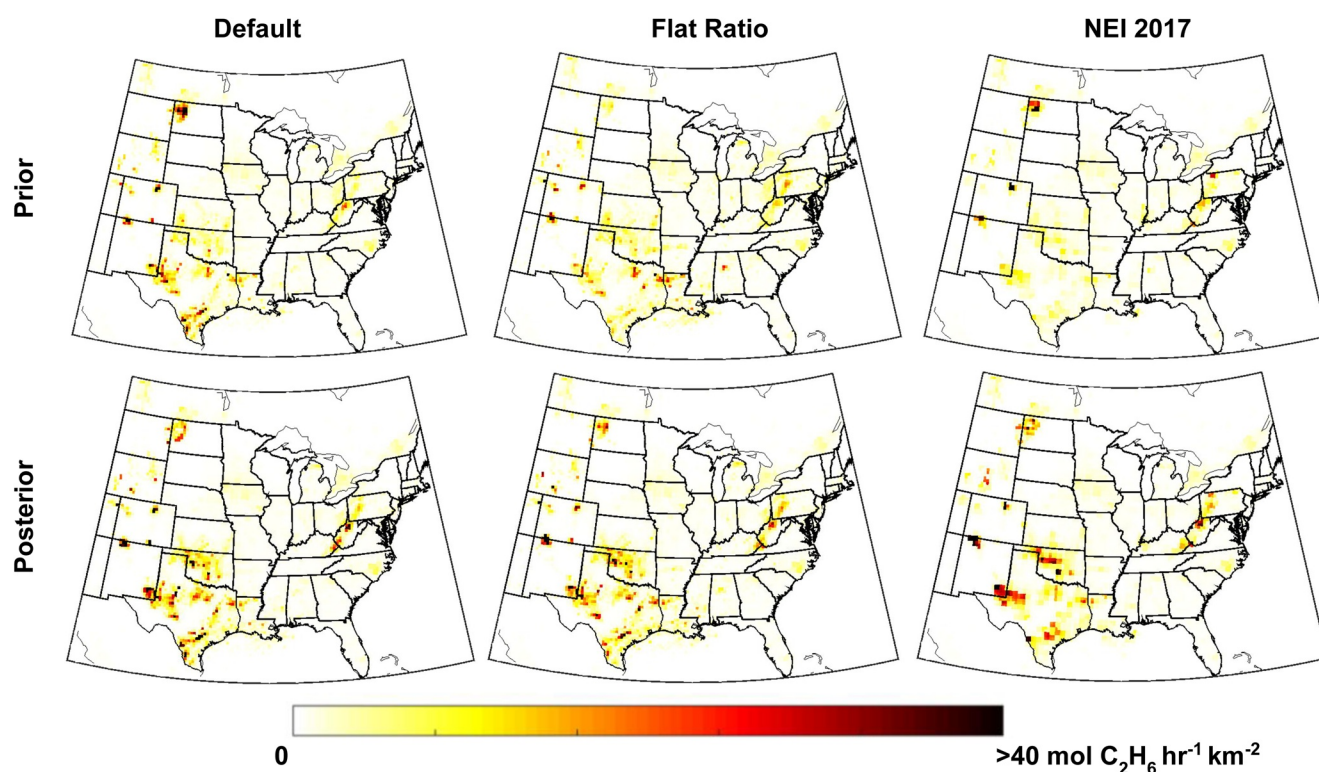 Default Flat Ratio NEI 2017
Prior
Posterior
0 >40 mol C₂H₆ hr⁻¹ km⁻²